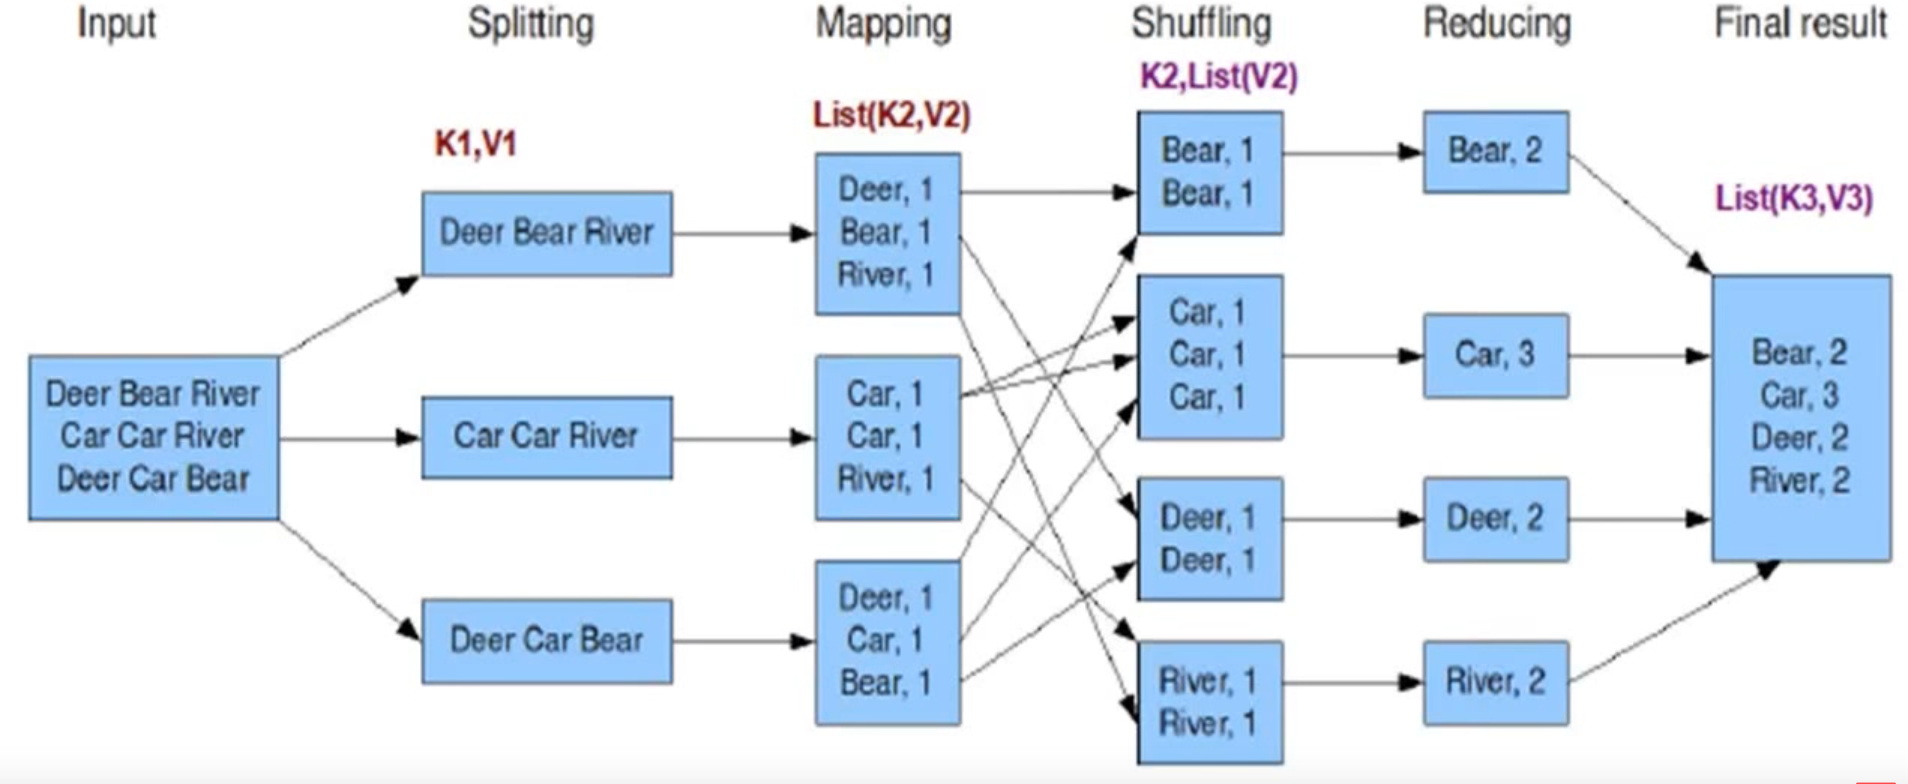 Input
Splitting
Mapping
Shuffling
Reducing
Final result
K1,V1
List(K2,V2)
K2,List(V2)
List(K3,V3)
Deer Bear River
Car Car River
Deer Car Bear
Deer Bear River
Car Car River
Deer Car Bear
Deer, 1
Bear, 1
River, 1
Car, 1
Car, 1
River, 1
Deer, 1
Car, 1
Bear, 1
Bear, 1
Bear, 1
Car, 1
Car, 1
Car, 1
Deer, 1
Deer, 1
River, 1
River, 1
Bear, 2
Car, 3
Deer, 2
River, 2
Bear, 2
Car, 3
Deer, 2
River, 2